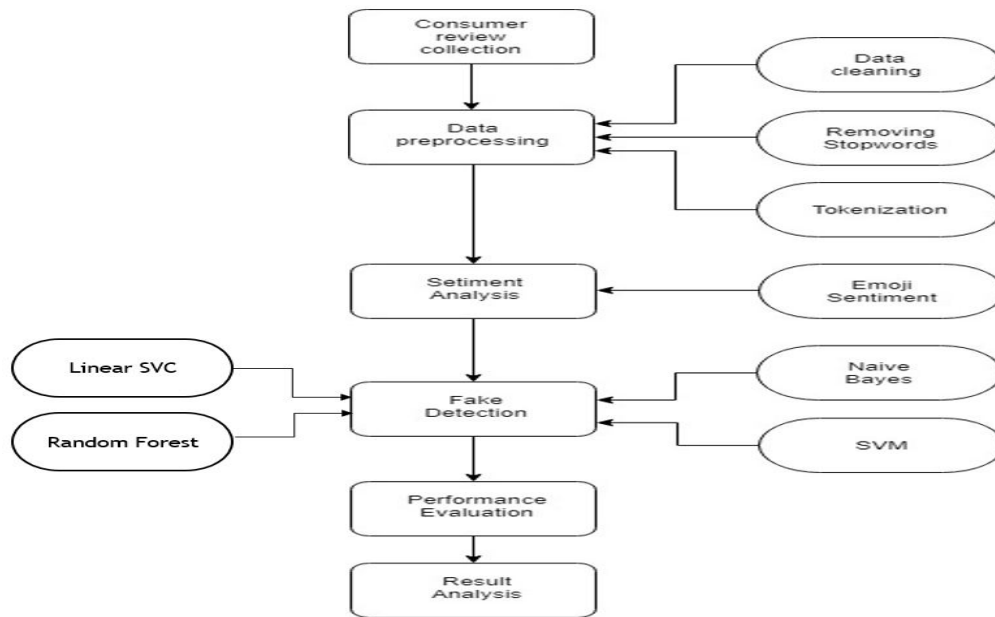 Consumer
review
collection
Data
cleaning
Data
preprocessing
Removing
Stopwords
Tokenization
Setiment
Analysis
Emoji
Sentiment
Linear SVC
Naive
Bayes
Fake
Detection
Random Forest
SVM
Performance
Evaluation
Result
Analysis